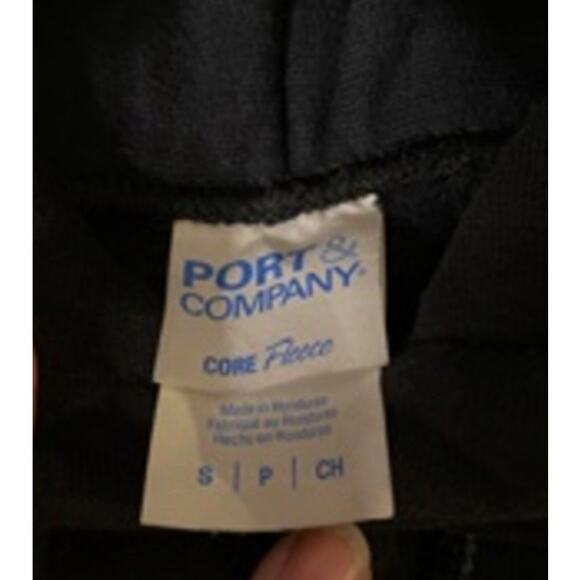 PORT &
COMPANY®
CORE Fleece
Made in Honduras
Fabriqué au Honduras
Hecho en Honduras
S | P | CH